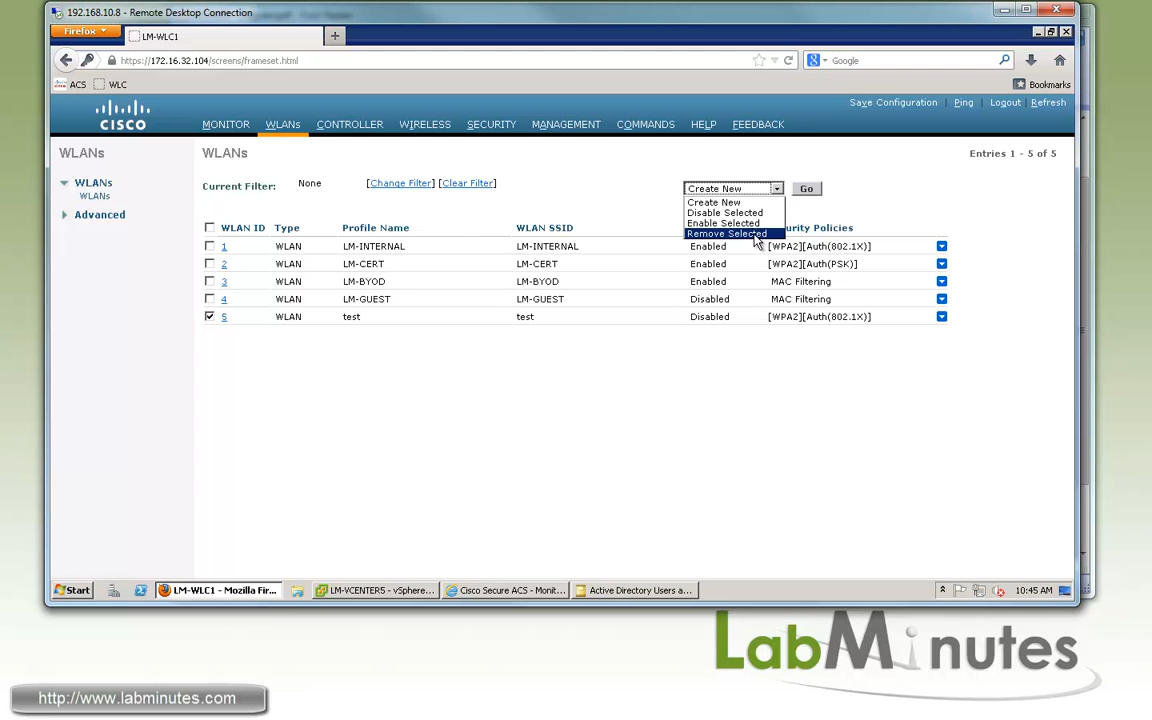 192.168.10.8 - Remote Desktop Connection
Firefox
LM-WLC1
https://172.16.32.104/screens/frameset.html
Google
ACS WLC
Bookmarks
Save Configuration Ping Logout Refresh
CISCO
MONITOR WLANs CONTROLLER WIRELESS SECURITY MANAGEMENT COMMANDS HELP FEEDBACK
WLANs
WLANs
WLANs
Advanced
WLANs
Entries 1 - 5 of 5
Current Filter: None [Change Filter] [Clear Filter]
Create New Go
Create New
Disable Selected
Enable Selected
Remove Selected
WLAN ID Type Profile Name WLAN SSID Policies
1 WLAN LM-INTERNAL LM-INTERNAL Enabled [WPA2][Auth(802.1X)]
2 WLAN LM-CERT LM-CERT Enabled [WPA2][Auth(PSK)]
3 WLAN LM-BYOD LM-BYOD Enabled MAC Filtering
4 WLAN LM-GUEST LM-GUEST Disabled MAC Filtering
5 WLAN test test Disabled [WPA2][Auth(802.1X)]
Start LM-WLC1 - Mozilla Fir... LM-VCENTER5 - vSphere... Cisco Secure ACS - Monit... Active Directory Users a... 10:45 AM
LabMinutes
http://www.labminutes.com